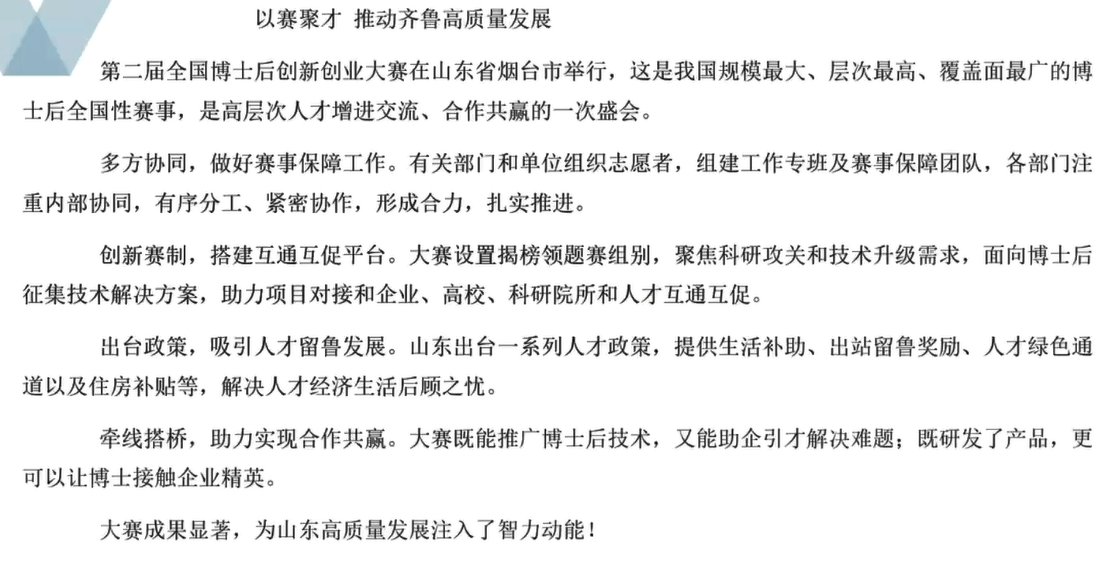 以赛聚才 推动齐鲁高质量发展
第二届全国博士后创新创业大赛在山东省烟台市举行，这是我国规模最大、层次最高、覆盖面最广的博
士后全国性赛事，是高层次人才增进交流、合作共赢的一次盛会。
多方协同，做好赛事保障工作。有关部门和单位组织志愿者，组建工作专班及赛事保障团队，各部门注
重内部协同，有序分工、紧密协作，形成合力，扎实推进。
创新赛制，搭建互通互促平台。大赛设置揭榜领题赛组别，聚焦科研攻关和技术升级需求，面向博士后
征集技术解决方案，助力项目对接和企业、高校、科研院所和人才互通互促。
出台政策，吸引人才留鲁发展。山东出台一系列人才政策，提供生活补助、出站留鲁奖励、人才绿色通
道以及住房补贴等，解决人才经济生活后顾之忧。
牵线搭桥，助力实现合作共赢。大赛既能推广博士后技术，又能助企引才解决难题；既研发了产品，更
可以让博士接触企业精英。
大赛成果显著，为山东高质量发展注入了智力动能！